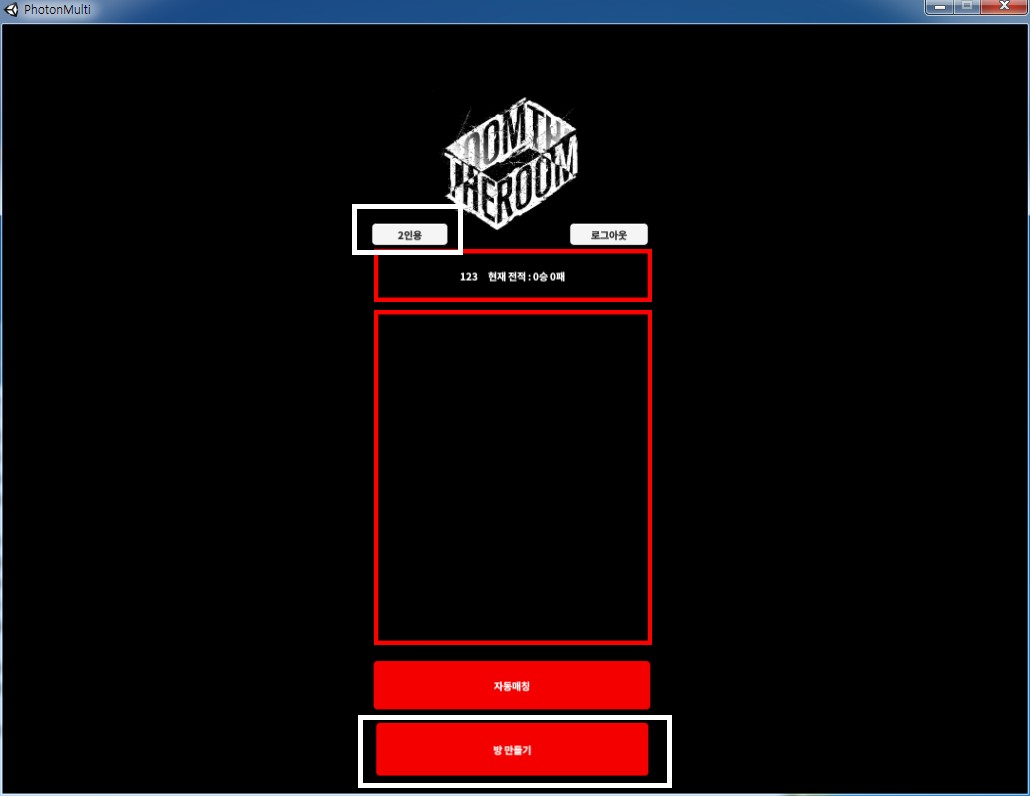 PhotonMulti
OOMTH
THEROOM
2인용
로그아웃
123 현재 전적 : 0승 0패
자동매칭
방 만들기